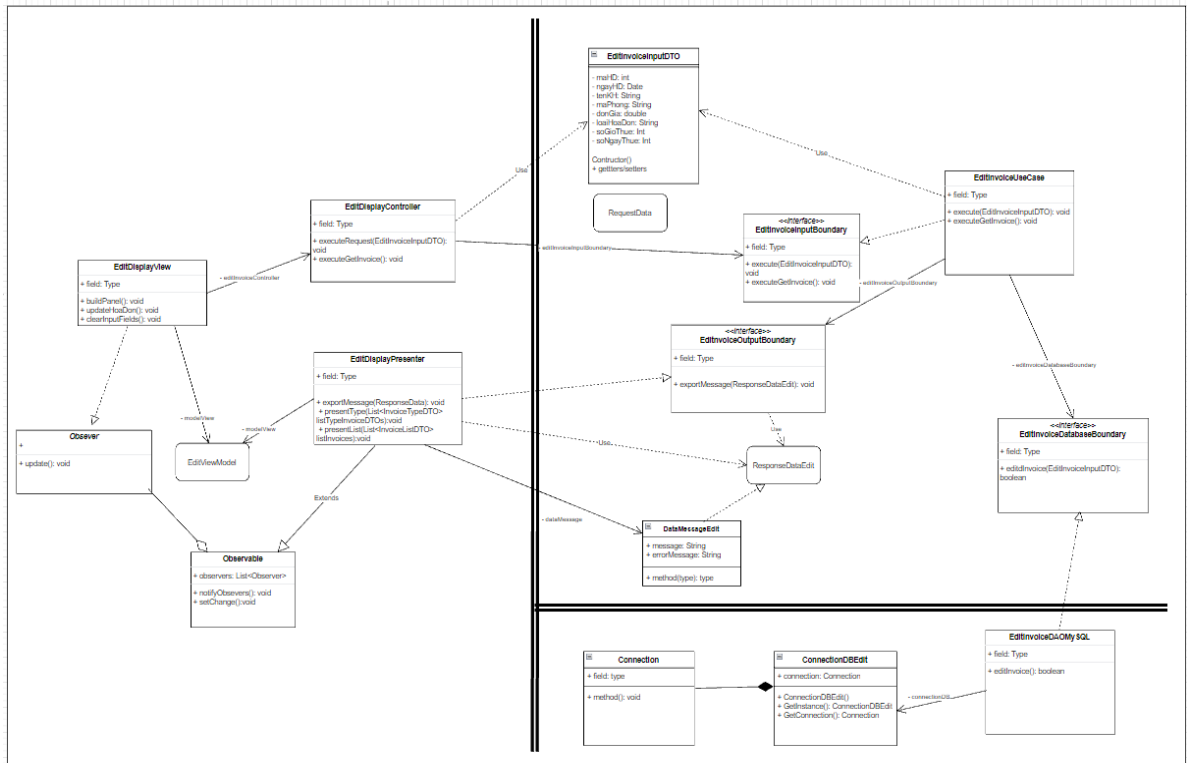 EditInvoiceInputDTO
- maHD: int
- ngayHD: Date
- tenKH: String
- maPhong: String
- donGia: double
- loaiHoaDon: String
- soGioThue: Int
- soNgayThue: Int
Contructor()
+ getters/setters
RequestData
Use
Use
EditInvoiceUseCase
+ field: Type
+ execute(EditInvoiceInputDTO): void
+ executeGetInvoice(): void
EditDisplayController
+ field: Type
+ executeRequest(EditInvoiceInputDTO):
void
+ executeGetInvoice(): void
<<interface>>
EditInvoiceInputBoundary
+ field: Type
+ execute(EditInvoiceInputDTO):
void
+ executeGetInvoice(): void
- editInvoiceInputBoundary
EditDisplayView
+ field: Type
+ buildPanel(): void
+ updateHoaDon(): void
+ clearInputFields(): void
- editInvoiceController
- editInvoiceOutputBoundary
<<interface>>
EditInvoiceOutputBoundary
+ field: Type
+ exportMessage(ResponseDataEdit): void
EditDisplayPresenter
+ field: Type
+ exportMessage(ResponseData): void
+ presentType(List<InvoiceTypeDTO>
listTypeInvoiceDTOs):void
+ presentList(List<InvoiceListDTO>
listInvoices):void
- editInvoiceDatabaseBoundary
- modelView
- modelView
Use
Use
Obsever
+
+ update(): void
EditViewModel
ResponseDataEdit
<<interface>>
EditInvoiceDatabaseBoundary
+ field: Type
+ editdInvoice(EditInvoiceInputDTO):
boolean
Extends
- dataMessage
DataMessageEdit
+ message: String
+ errorMessage: String
+ method(type): type
Observable
+ observers: List<Observer>
+ notifyObsevers(): void
+ setChange():void
EditInvoiceDAOMySQL
+ field: Type
+ editInvoice(): boolean
Connection
+ field: type
+ method(): void
ConnectionDBEdit
+ connection: Connection
+ ConnectionDBEdit()
+ GetInstance(): ConnectionDBEdit
+ GetConnection(): Connection
- connectionDB